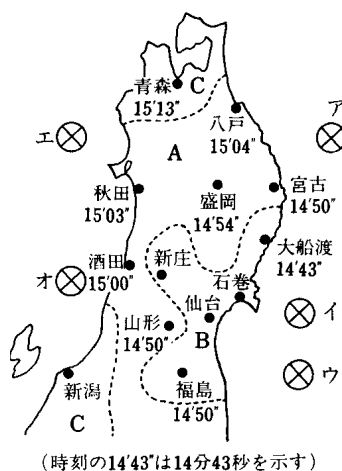 青森
15′13″
C
八戸
15′04″
ア
エ
A
秋田
15′03″
盛岡
14′54″
宮古
14′50″
大船渡
14′43″
酒田
15′00″
新庄
オ
石巻
仙台
イ
山形
14′50″
B
ウ
新潟
福島
14′50″
C
(時刻の14′43″は14分43秒を示す)